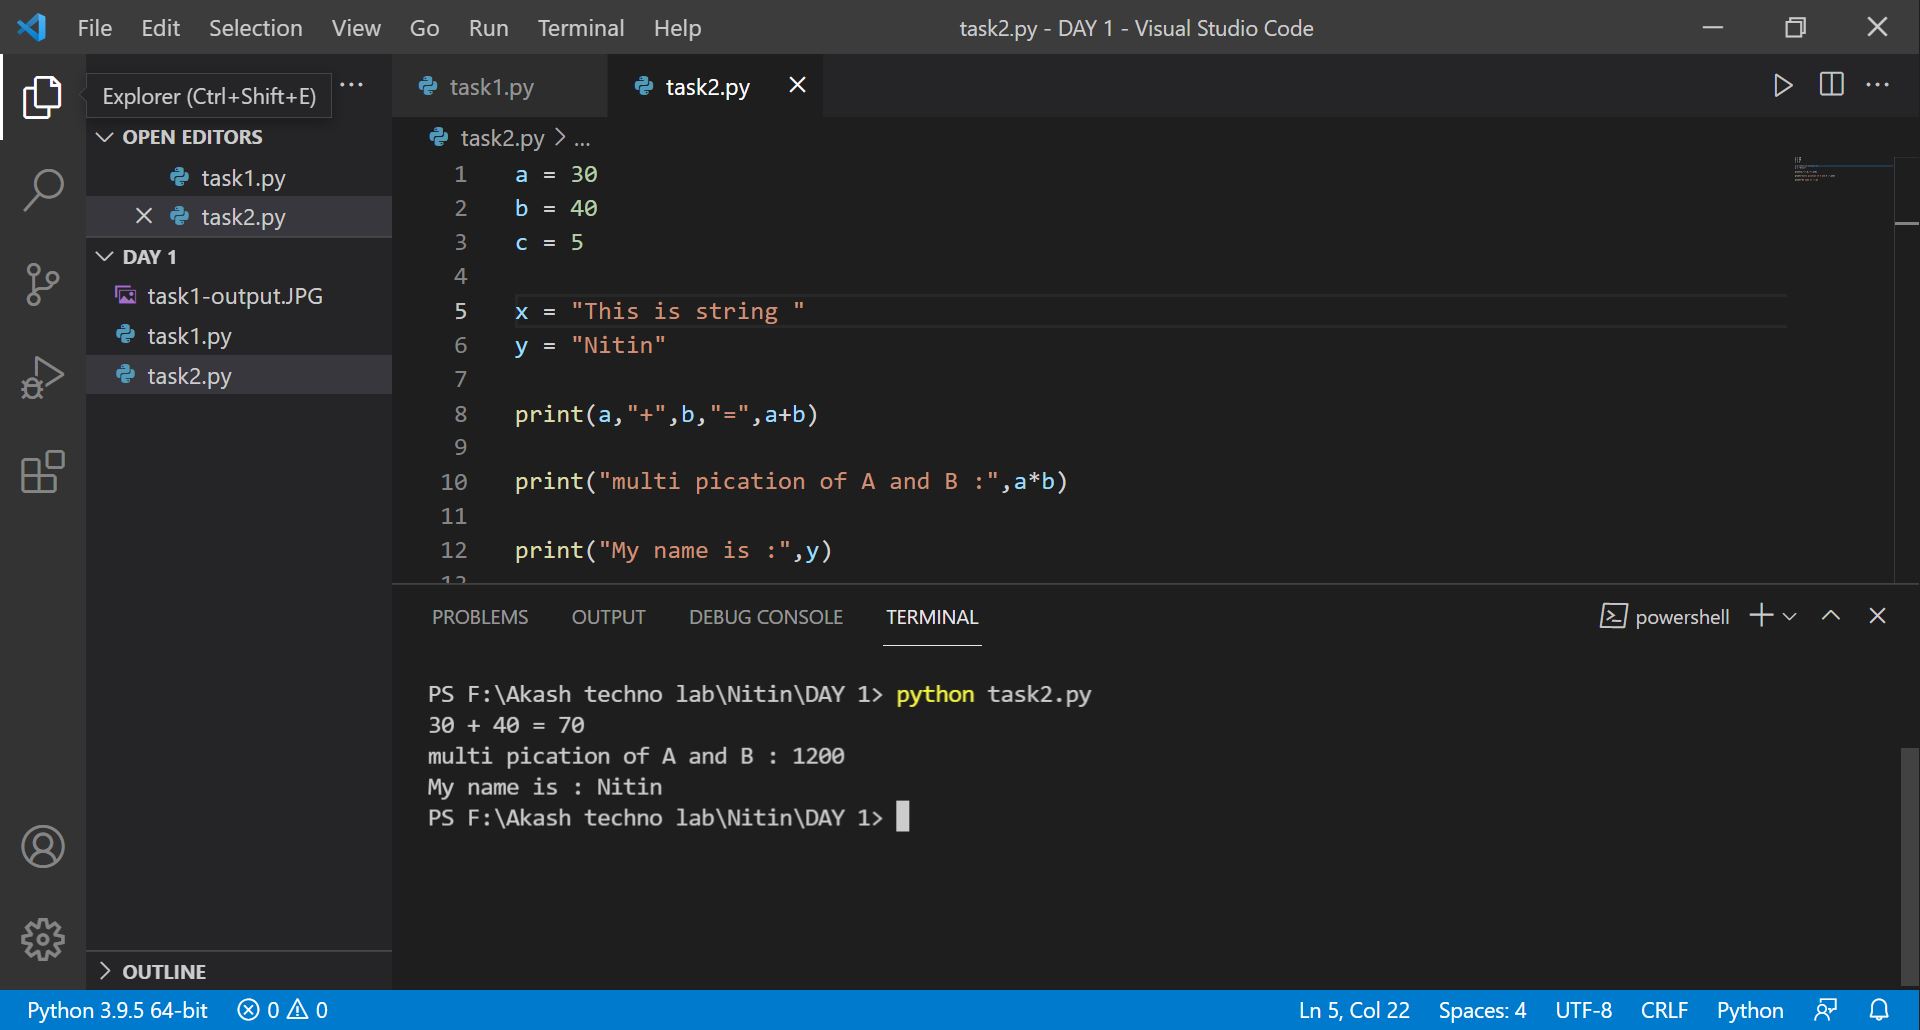 File Edit Selection View Go Run Terminal Help task2.py - DAY 1 - Visual Studio Code
Explorer (Ctrl+Shift+E) ...
OPEN EDITORS
task1.py
task2.py
DAY 1
task1-output.JPG
task1.py
task2.py
OUTLINE
task1.py task2.py
task2.py > ...
1 a = 30
2 b = 40
3 c = 5
4
5 x = "This is string "
6 y = "Nitin"
7
8 print(a,"+",b,"=",a+b)
9
10 print("multi pication of A and B :",a*b)
11
12 print("My name is :",y)
13
PROBLEMS OUTPUT DEBUG CONSOLE TERMINAL powershell
PS F:\Akash techno lab\Nitin\DAY 1> python task2.py
30 + 40 = 70
multi pication of A and B : 1200
My name is : Nitin
PS F:\Akash techno lab\Nitin\DAY 1>
Python 3.9.5 64-bit 0 0 Ln 5, Col 22 Spaces: 4 UTF-8 CRLF Python